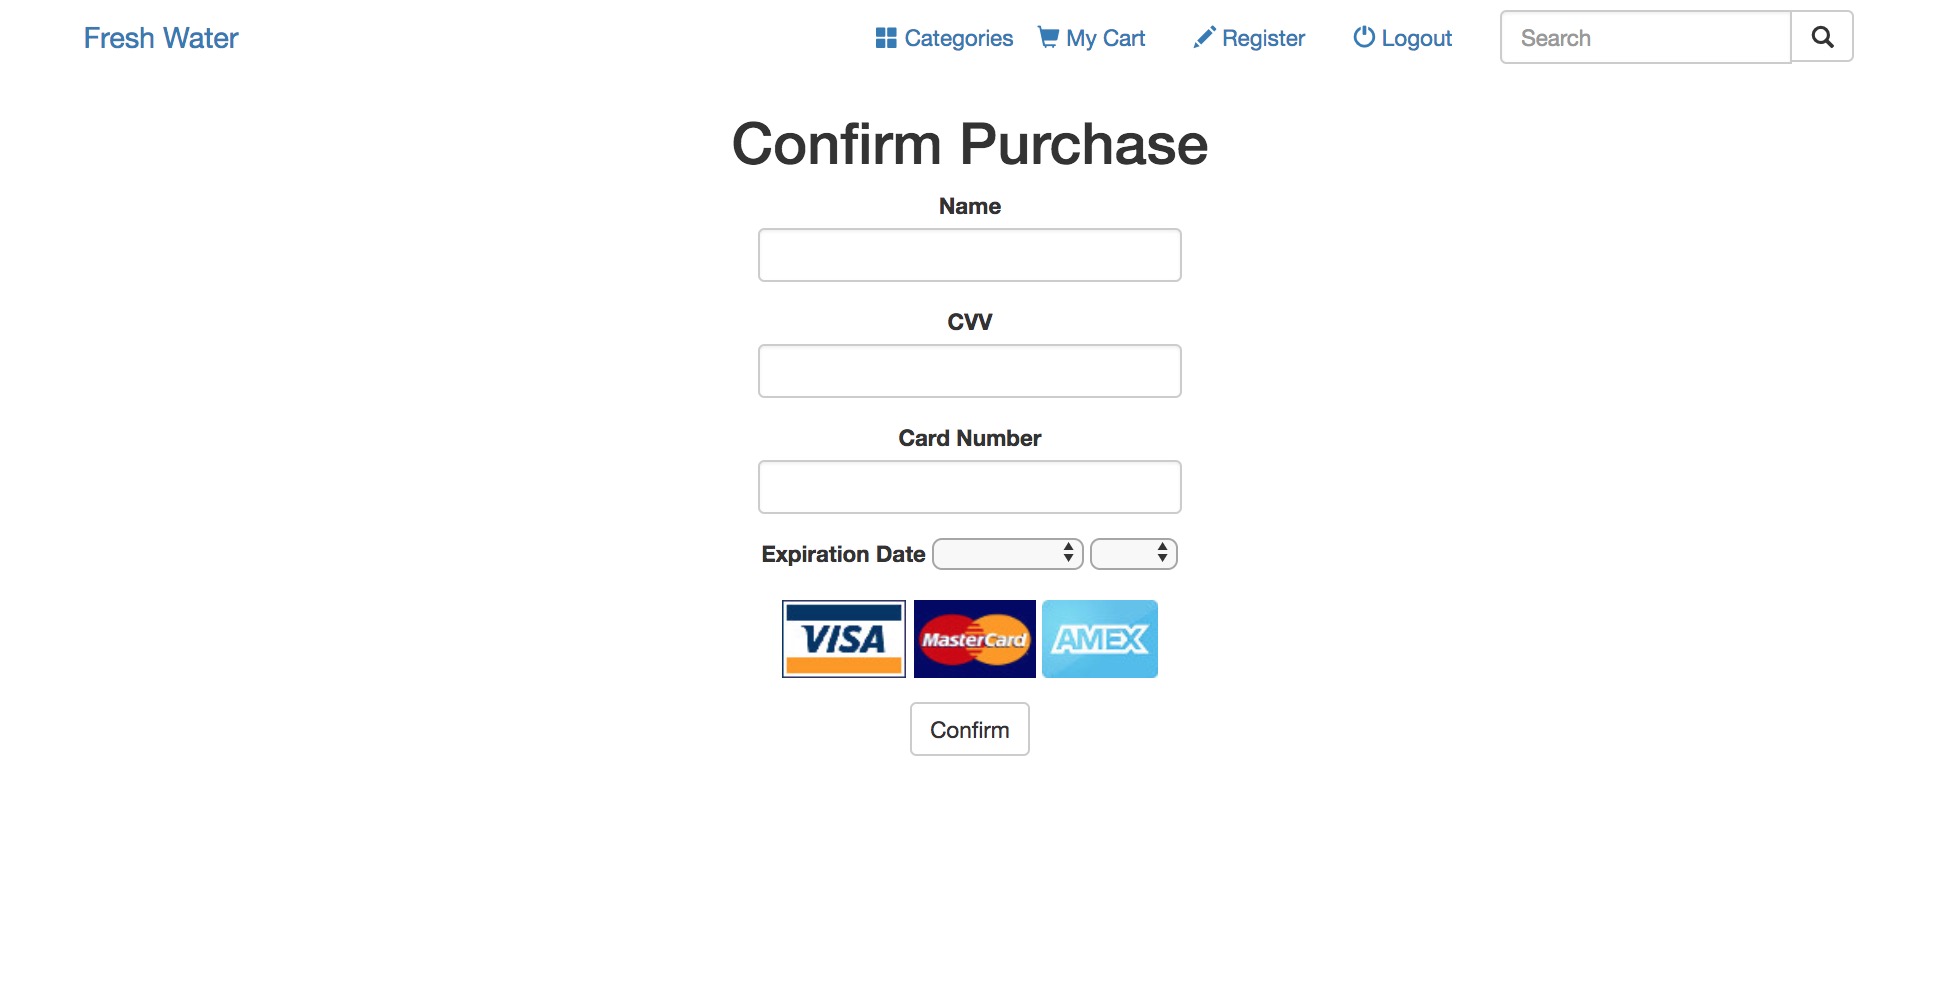 Fresh Water Categories My Cart Register Logout Search
Confirm Purchase
Name
CVV
Card Number
Expiration Date
VISA MasterCard AMEX
Confirm